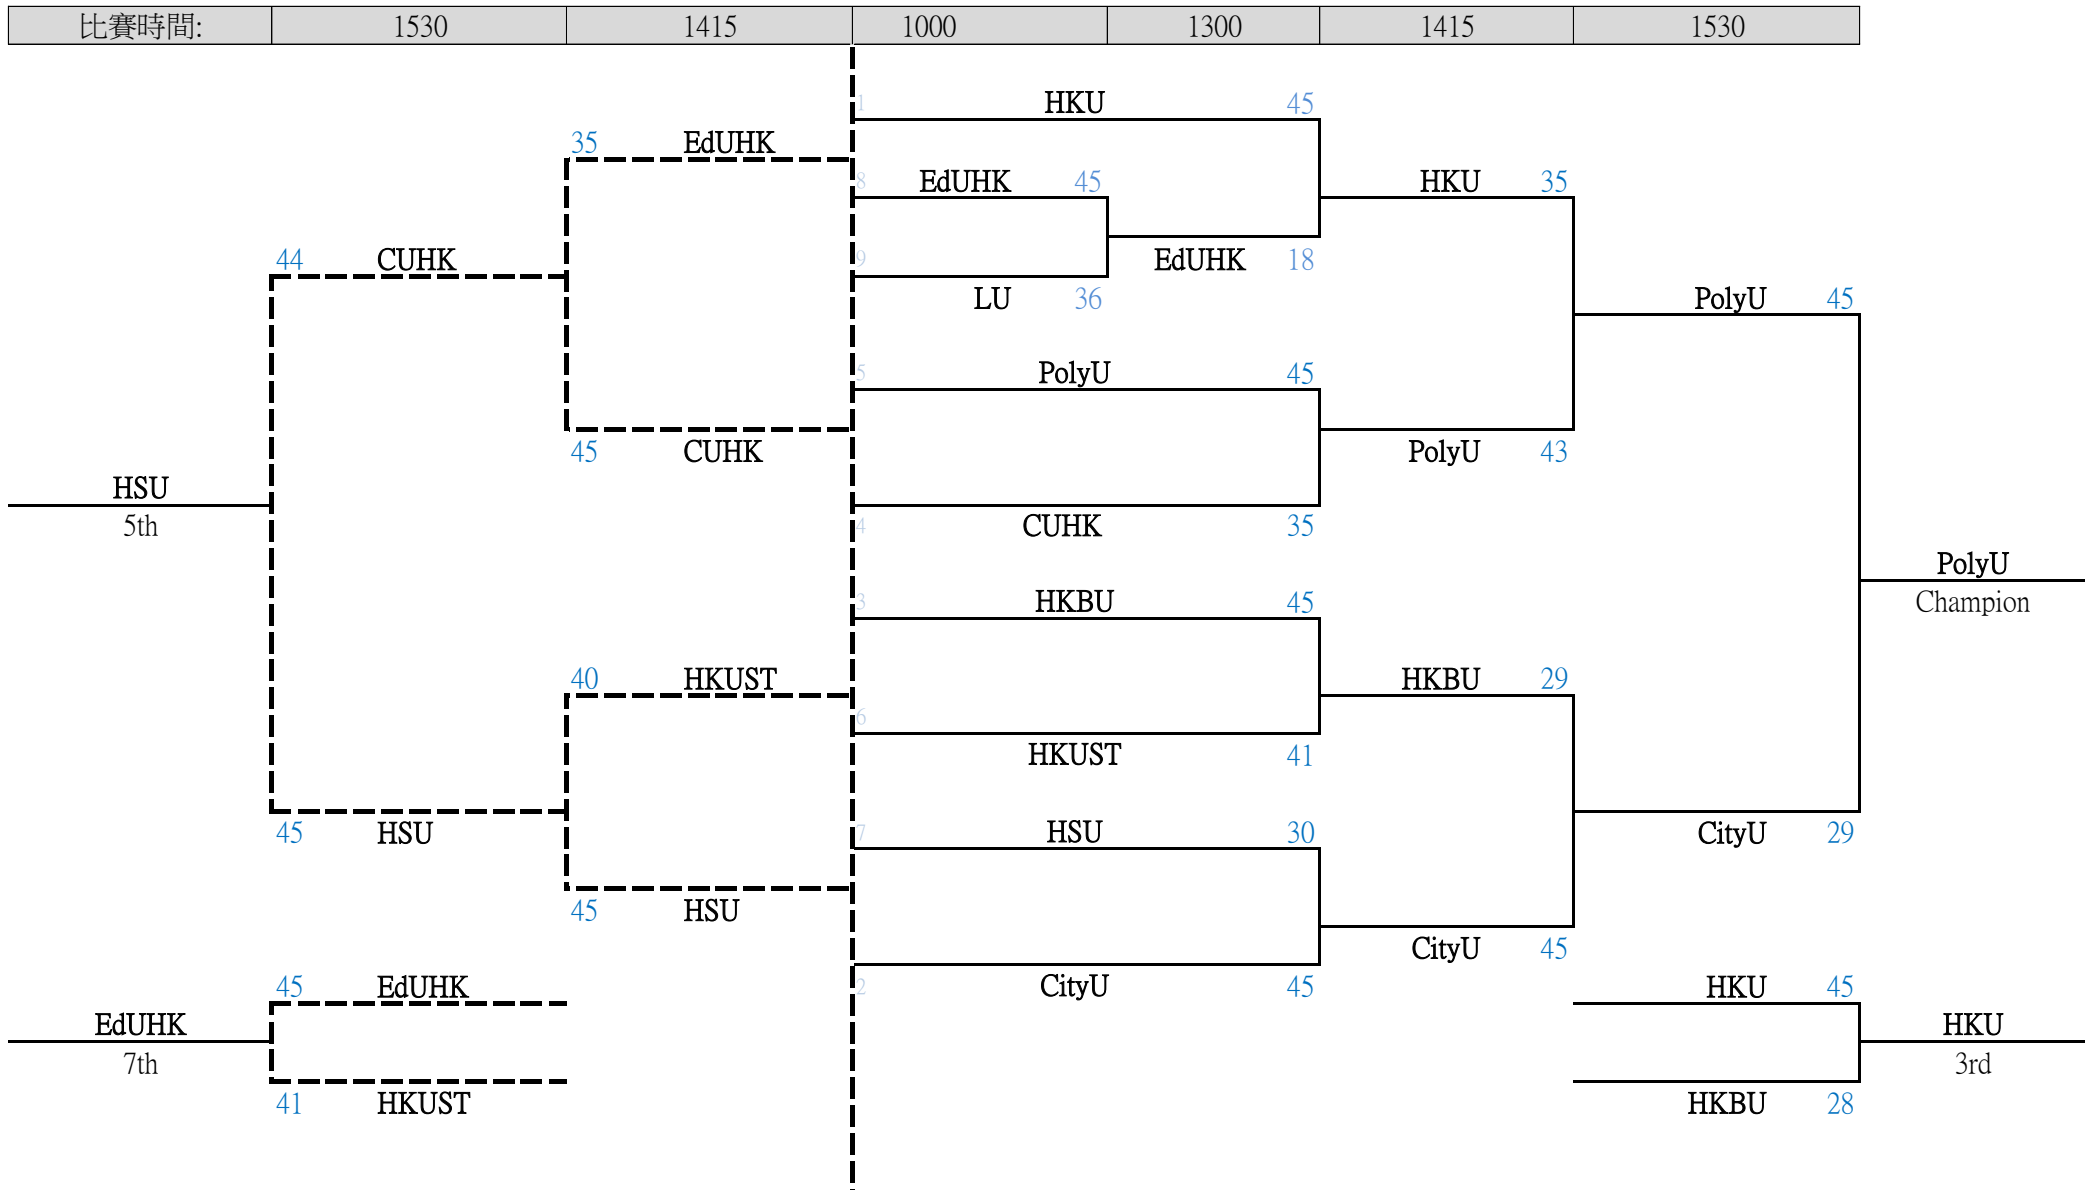 比賽時間: 1530 1415 1000 1300 1415 1530
1 HKU 45
35 EdUHK
8 EdUHK 45 HKU 35
44 CUHK 9 EdUHK 18
LU 36 PolyU 45
5 PolyU 45
45 CUHK PolyU 43
HSU
5th 4 CUHK 35
PolyU
3 HKBU 45 Champion
40 HKUST HKBU 29
6
HKUST 41
45 HSU 7 HSU 30 CityU 29
45 HSU
CityU 45
45 EdUHK 2 CityU 45 HKU 45
EdUHK HKU
7th 3rd
41 HKUST HKBU 28